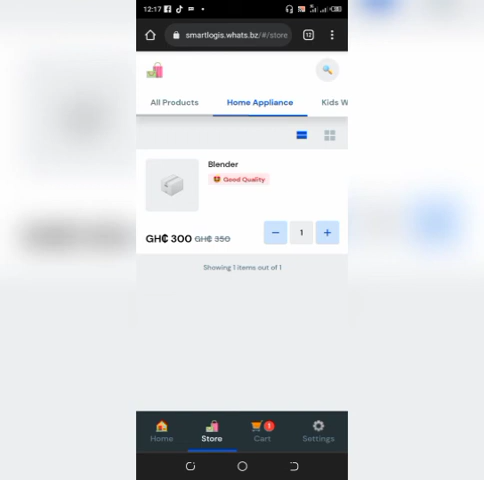 12:17
smartlogis.whats.bz/#/store
12
All Products
Home Appliance
Kids W
Blender
Good Quality
GH₵ 300 GH₵ 350
1
Showing 1 items out of 1
1
Home
Store
Cart
Settings